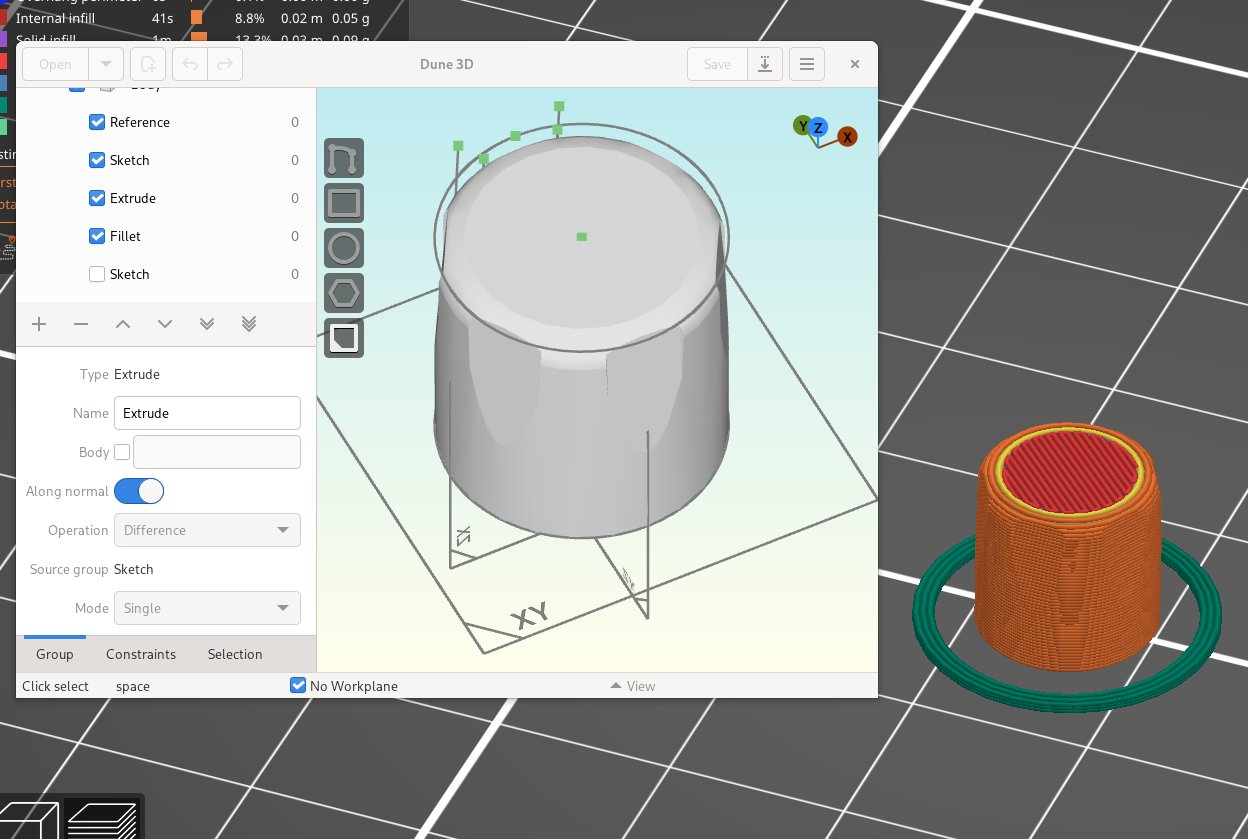 Overhang perimeter
Internal infill 41s 8.8% 0.02 m 0.05 g
Solid infill 1m 13.3% 0.03 m 0.09 g
Open Dune 3D Save
Body
Reference 0
Sketch 0
Extrude 0
Fillet 0
Sketch 0
Type Extrude
Name Extrude
Body
Along normal
Operation Difference
Source group Sketch
Mode Single
Group Constraints Selection
Click select space No Workplane View
Y Z X
XY